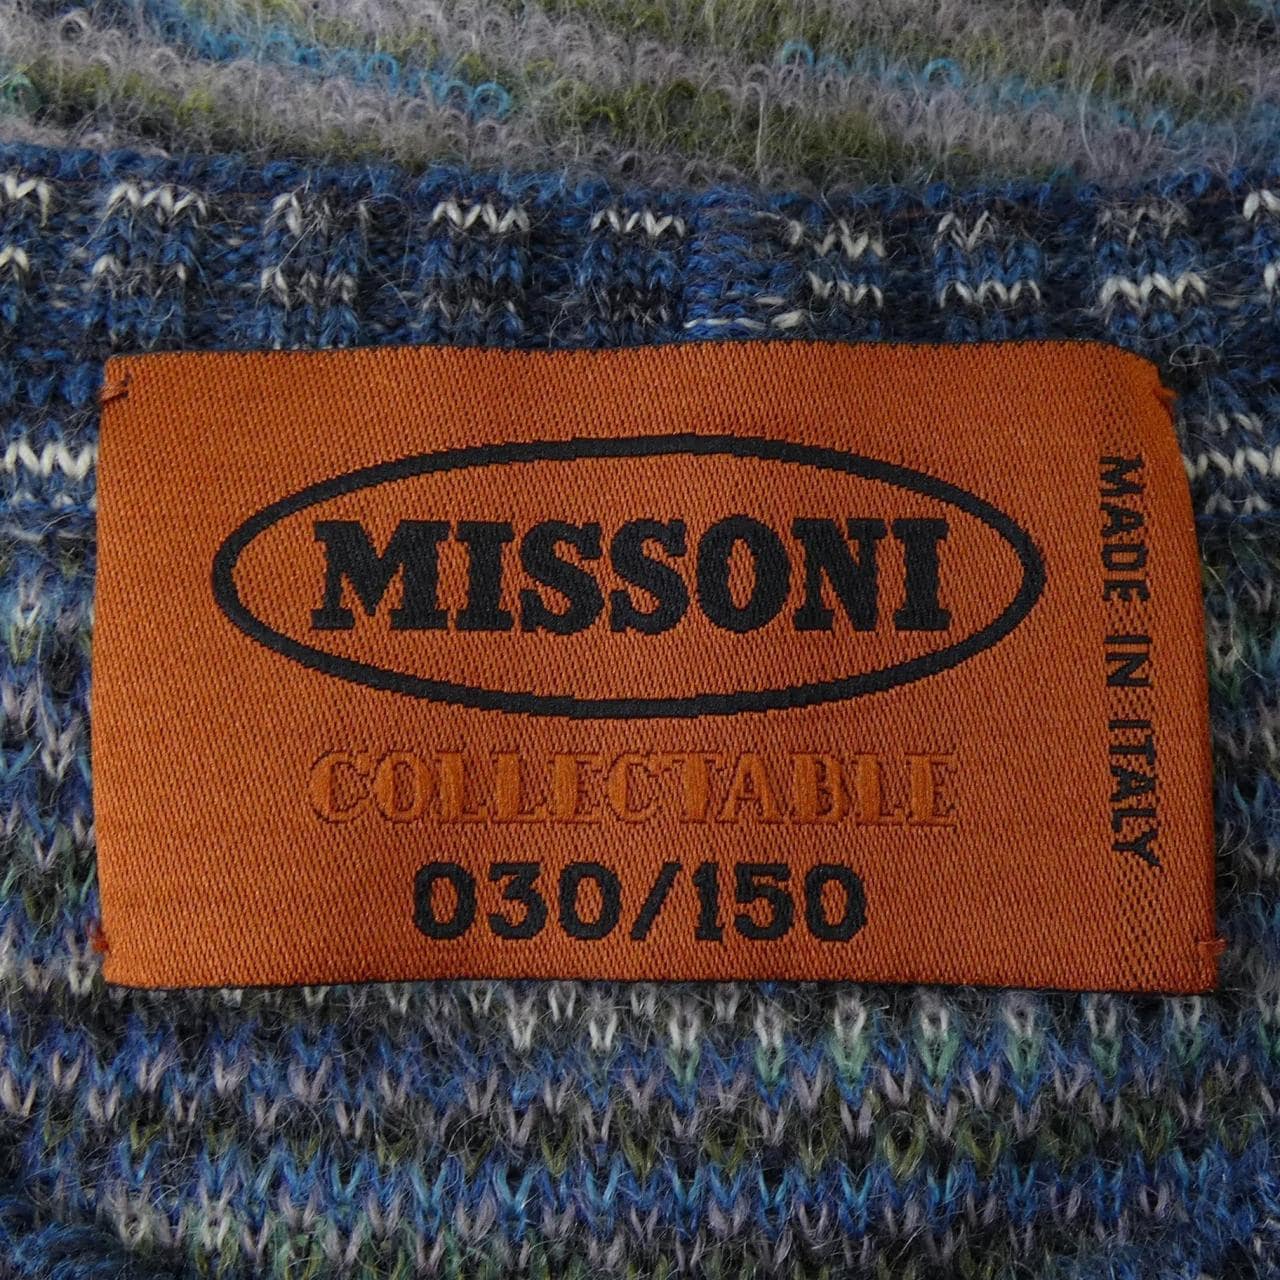 MISSONI
COLLECTABLE
030/150
MADE IN ITALY